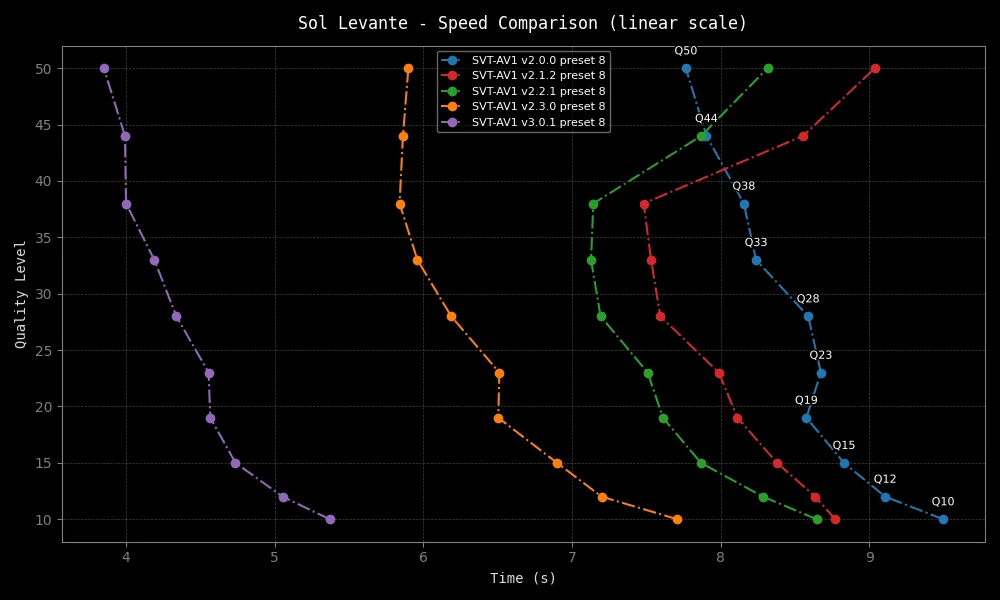 Sol Levante - Speed Comparison (linear scale)
SVT-AV1 v2.0.0 preset 8
SVT-AV1 v2.1.2 preset 8
SVT-AV1 v2.2.1 preset 8
SVT-AV1 v2.3.0 preset 8
SVT-AV1 v3.0.1 preset 8
Q50
Q44
Q38
Q33
Q28
Q23
Q19
Q15
Q12
Q10
Quality Level
50
45
40
35
30
25
20
15
10
4 5 6 7 8 9
Time (s)